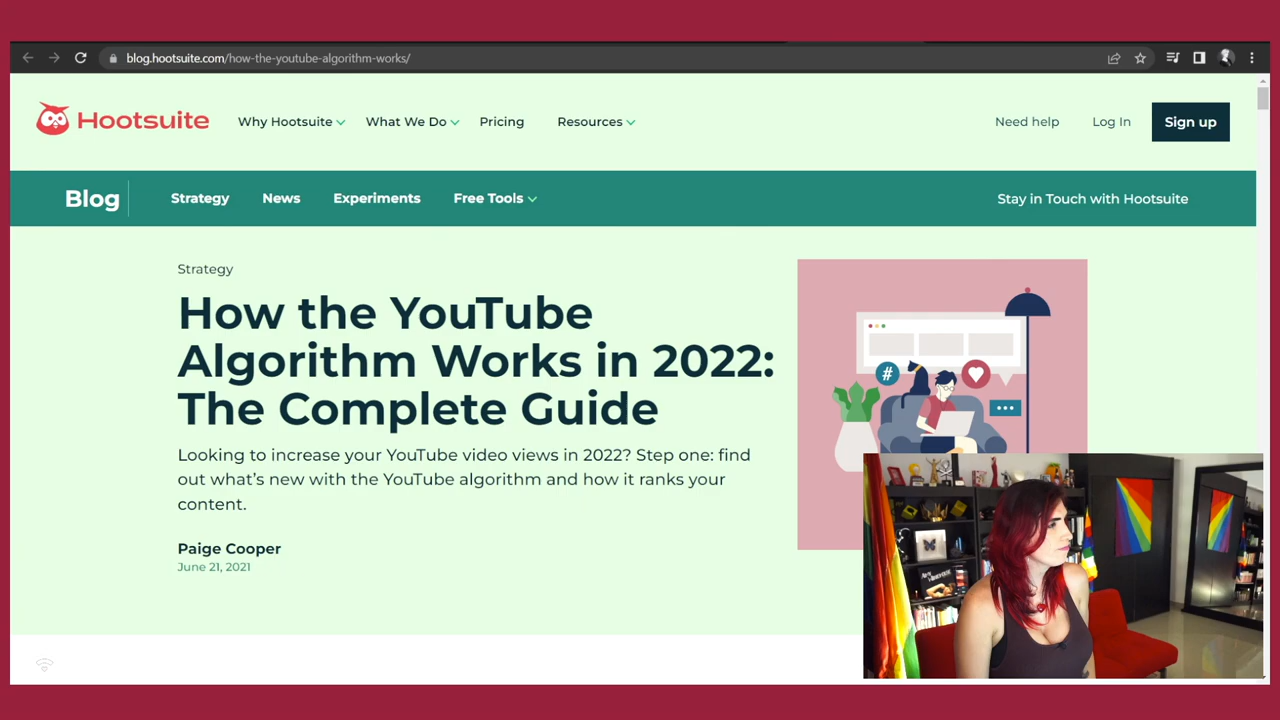 blog.hootsuite.com/how-the-youtube-algorithm-works/
Hootsuite
Why Hootsuite
What We Do
Pricing
Resources
Need help
Log In
Sign up
Blog
Strategy
News
Experiments
Free Tools
Stay in Touch with Hootsuite
Strategy
How the YouTube
Algorithm Works in 2022:
The Complete Guide
Looking to increase your YouTube video views in 2022? Step one: find
out what’s new with the YouTube algorithm and how it ranks your
content.
Paige Cooper
June 21, 2021
#